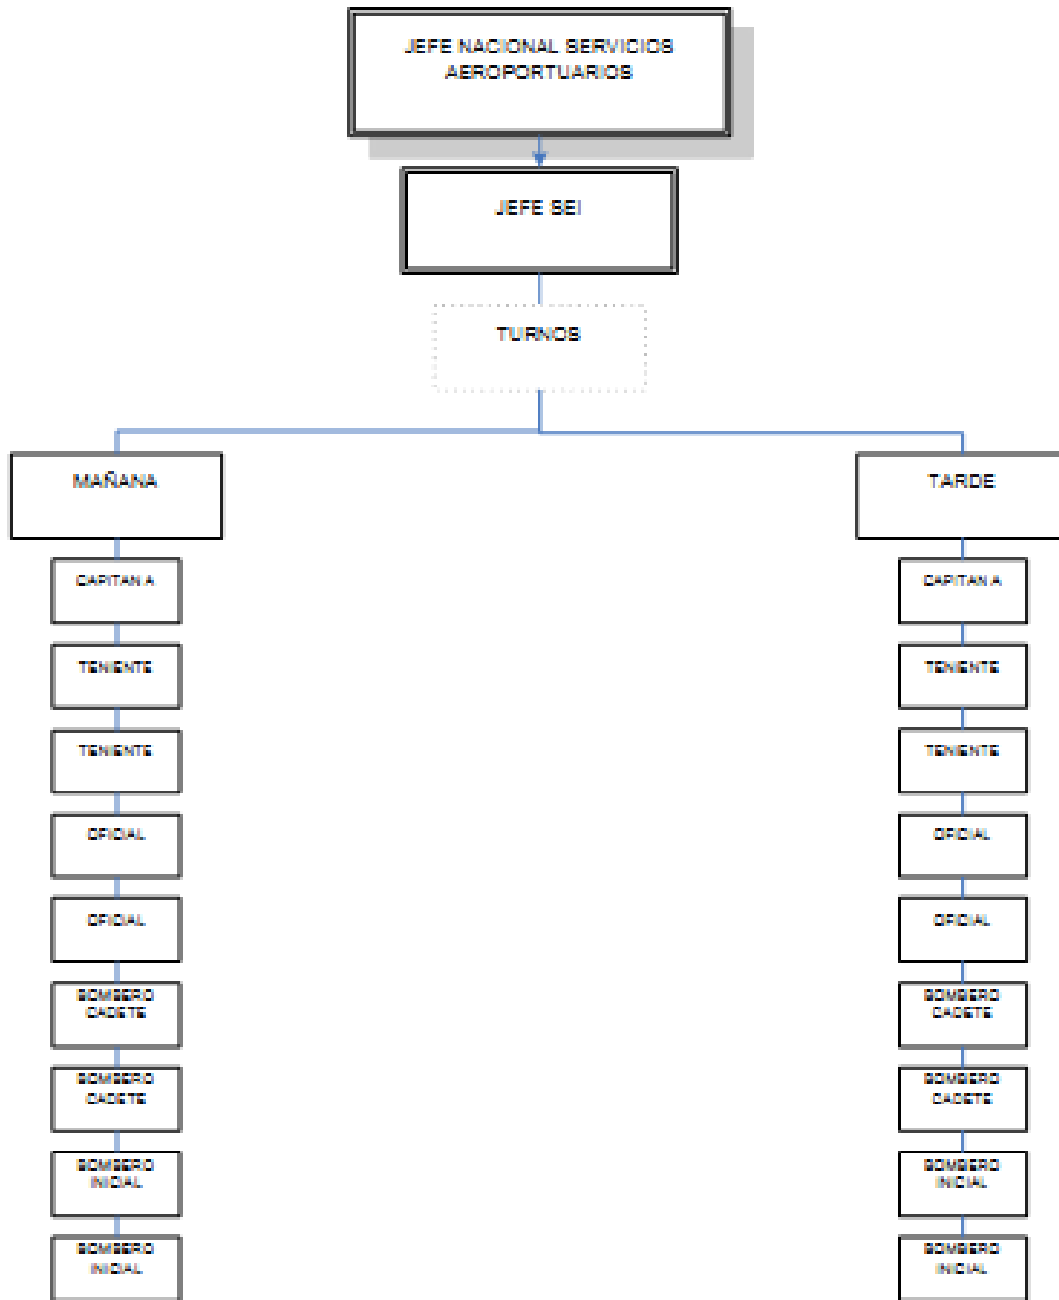 JEFE NACIONAL SERVICIOS
AEROPORTUARIOS
JEFE SEI
TURNOS
MAÑANA
TARDE
CAPITAN A
TENIENTE
TENIENTE
OFICIAL
OFICIAL
BOMBERO
CADETE
BOMBERO
CADETE
BOMBERO
INICIAL
BOMBERO
INICIAL
CAPITAN A
TENIENTE
TENIENTE
OFICIAL
OFICIAL
BOMBERO
CADETE
BOMBERO
CADETE
BOMBERO
INICIAL
BOMBERO
INICIAL